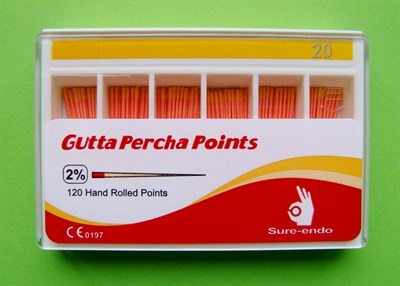 20
Gutta Percha Points
2%
120 Hand Rolled Points
CE 0197
Sure-endo